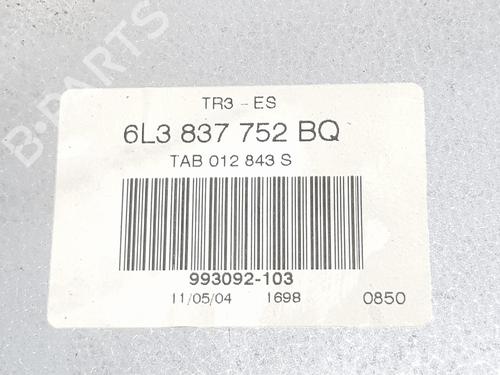 B-PARTS
TR3 - ES
6L3 837 752 BQ
TAB 012 843 S
993092-103
11/05/04 1698 0850